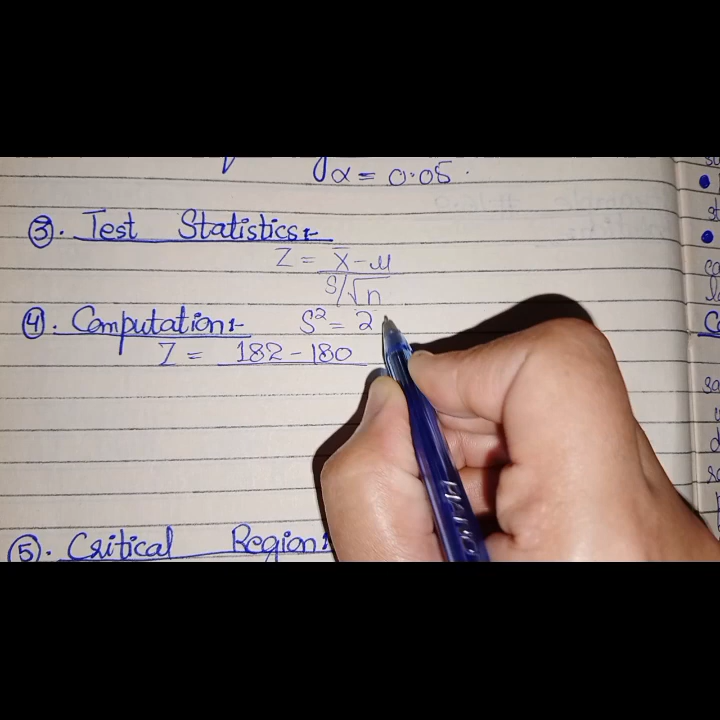 α = 0.05.
③. Test Statistics:-
Z = X̄ - μ
S/√n
④. Computation:- S² = 2
Z = 182 - 180
⑤. Critical Region: